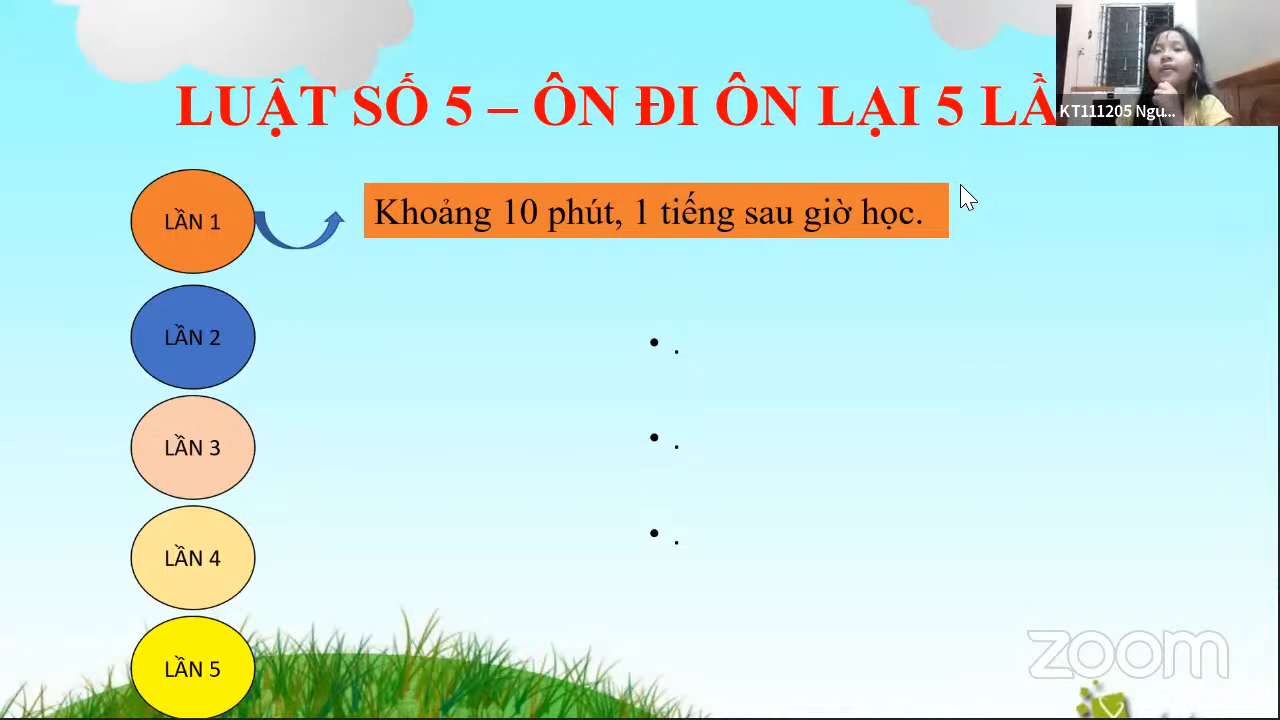 LUẬT SỐ 5 – ÔN ĐI ÔN LẠI 5 LẦ
KT111205 Ngu...
LẦN 1
Khoảng 10 phút, 1 tiếng sau giờ học.
LẦN 2
• .
LẦN 3
• .
LẦN 4
• .
LẦN 5
zoom